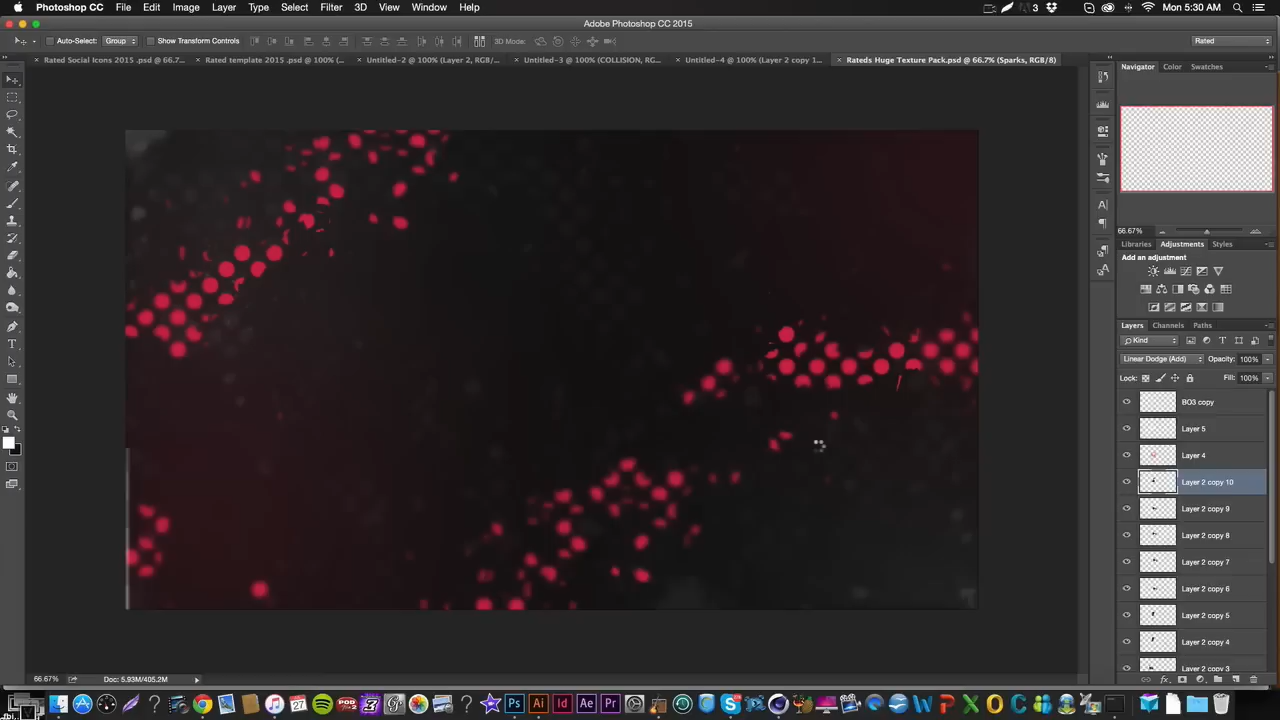 Photoshop CC File Edit Image Layer Type Select Filter 3D View Window Help 3 Mon 5:30 AM
Adobe Photoshop CC 2015
Auto-Select: Group Show Transform Controls 3D Mode: Rated
× Rated Social Icons 2015 .psd @ 66.7... × Rated template 2015 .psd @ 100% (... × Untitled-2 @ 100% (Layer 2, RGB/... × Untitled-3 @ 100% (COLLISION, RG... × Untitled-4 @ 100% (Layer 2 copy 1... × Rateds Huge Texture Pack.psd @ 66.7% (Sparks, RGB/8)
Navigator Color Swatches
66.67%
Libraries Adjustments Styles
Add an adjustment
Layers Channels Paths
Kind
Linear Dodge (Add) Opacity: 100%
Lock: Fill: 100%
BO3 copy
Layer 5
Layer 4
Layer 2 copy 10
Layer 2 copy 9
Layer 2 copy 8
Layer 2 copy 7
Layer 2 copy 6
Layer 2 copy 5
Layer 2 copy 4
Layer 2 copy 3
66.67% Doc: 5.93M/405.2M